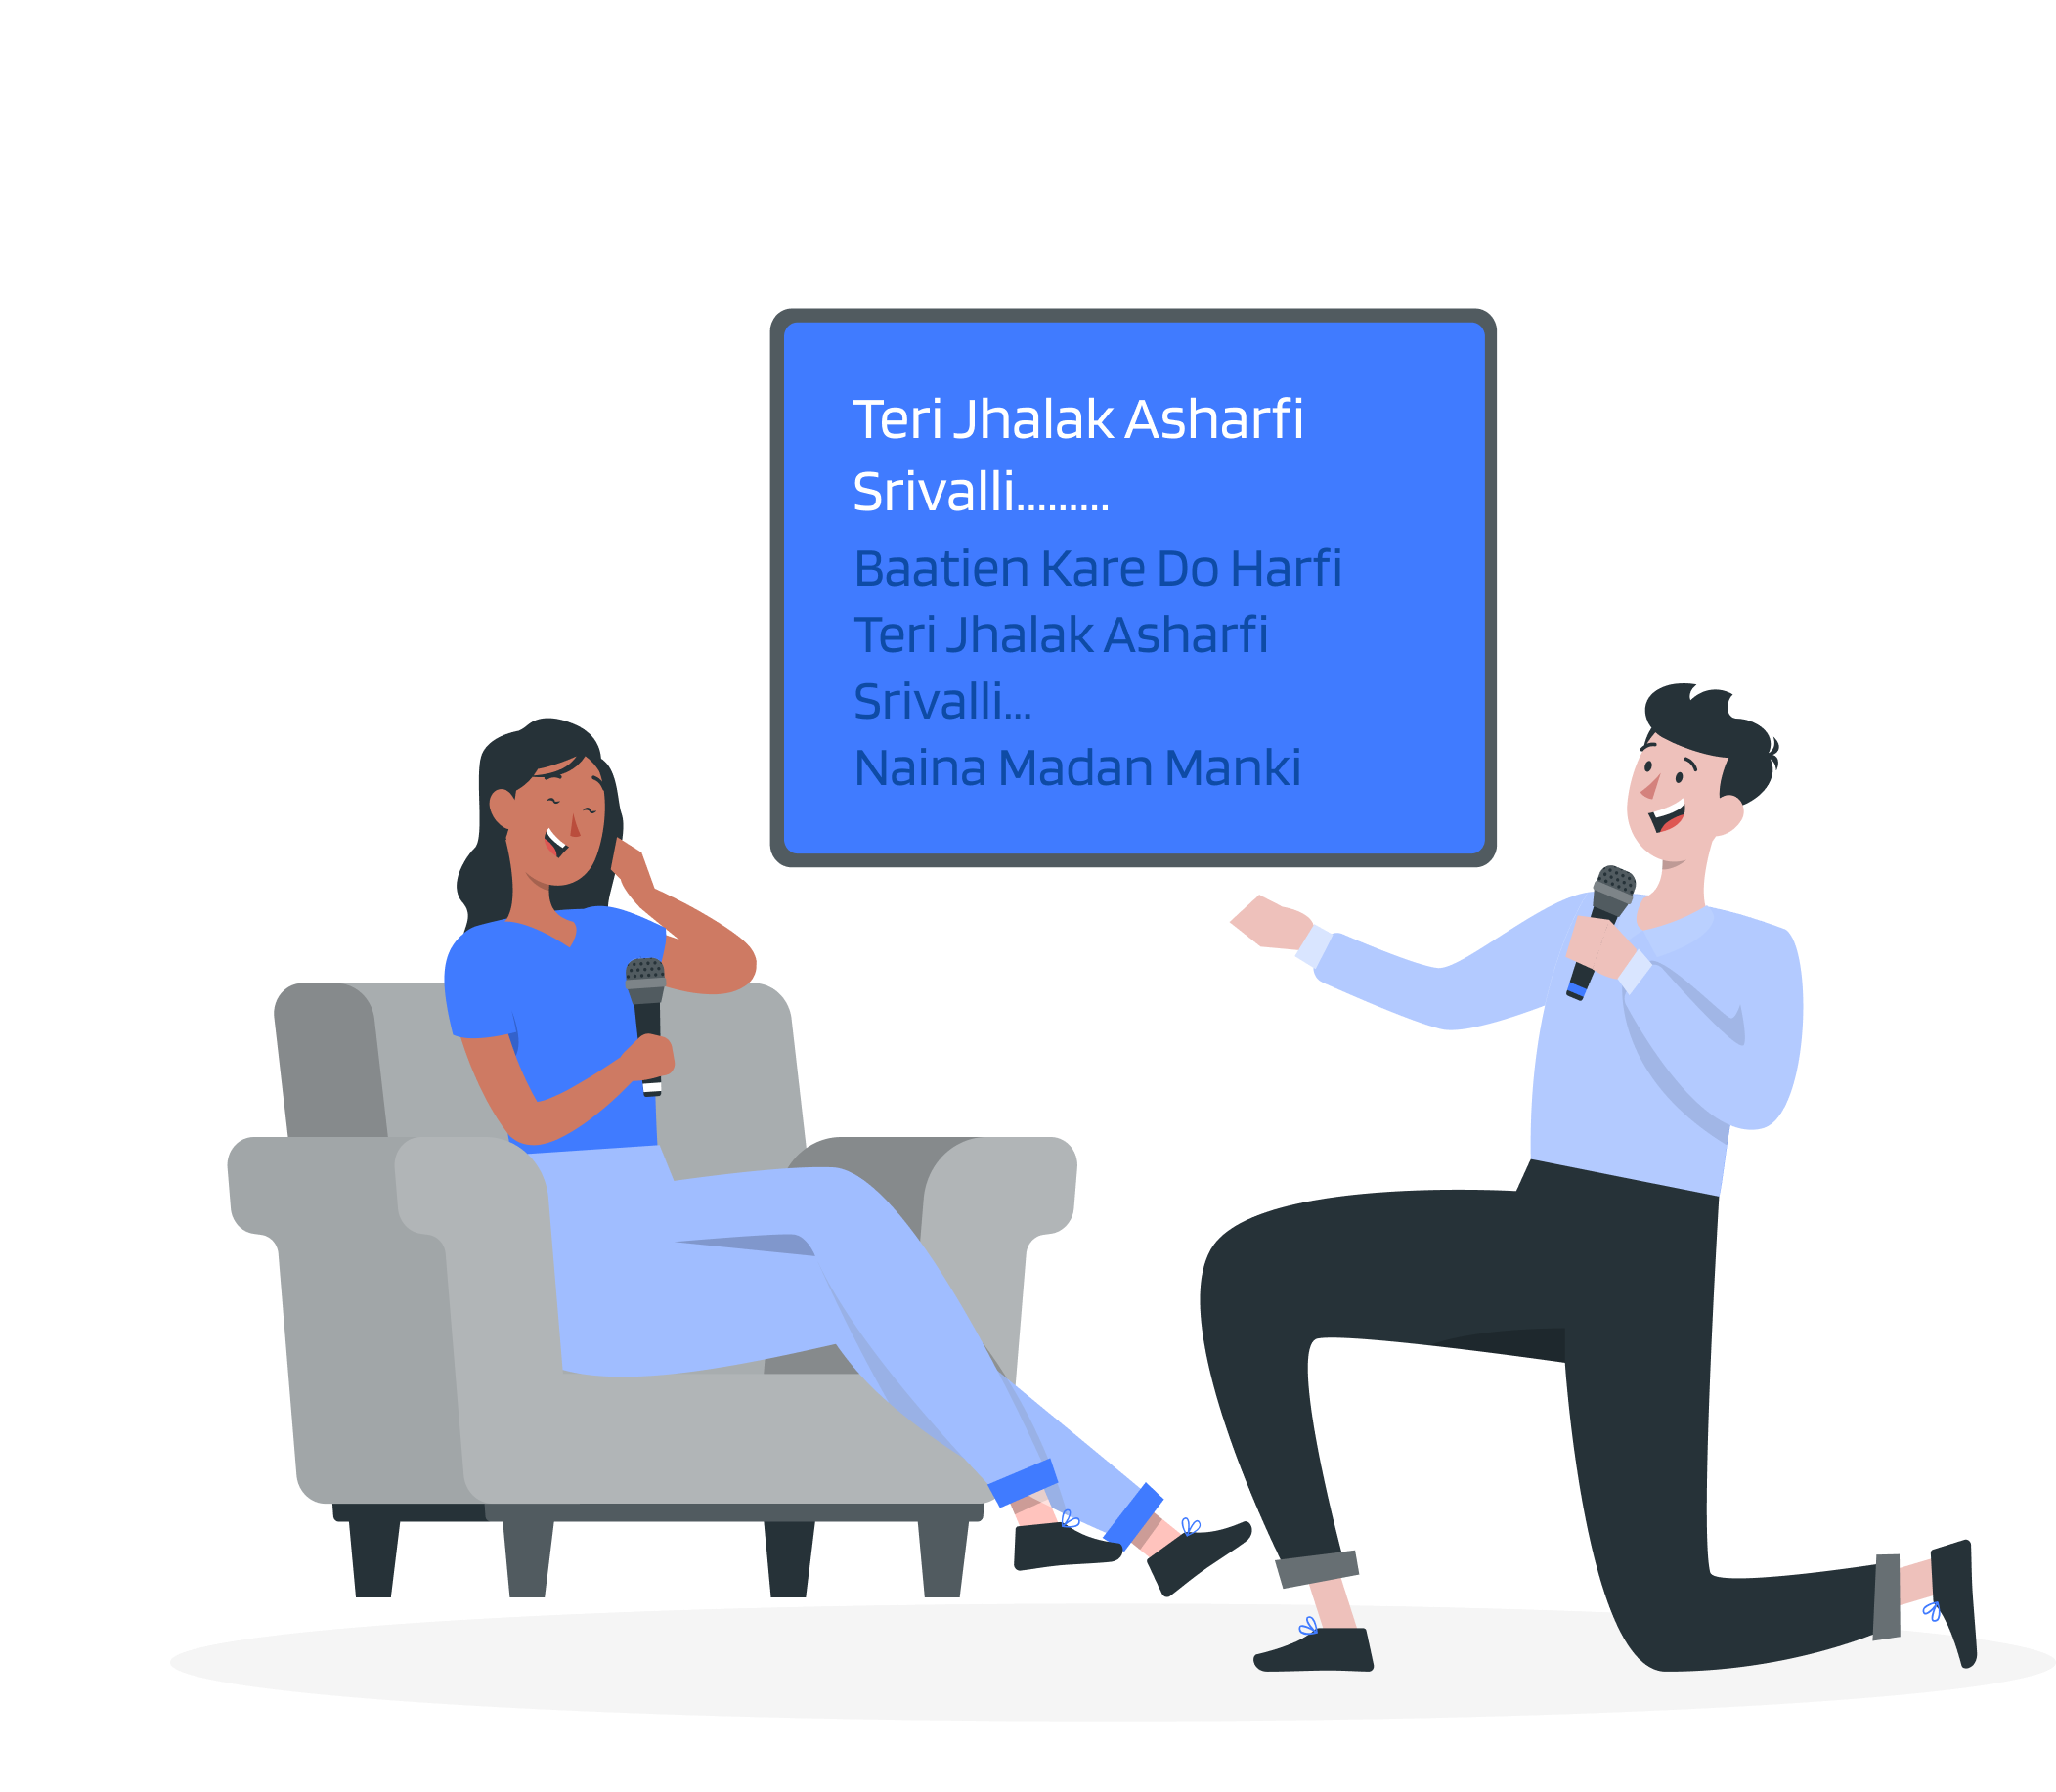 Teri Jhalak Asharfi
Srivalli.........
Baatien Kare Do Harfi
Teri Jhalak Asharfi
Srivalli...
Naina Madan Manki